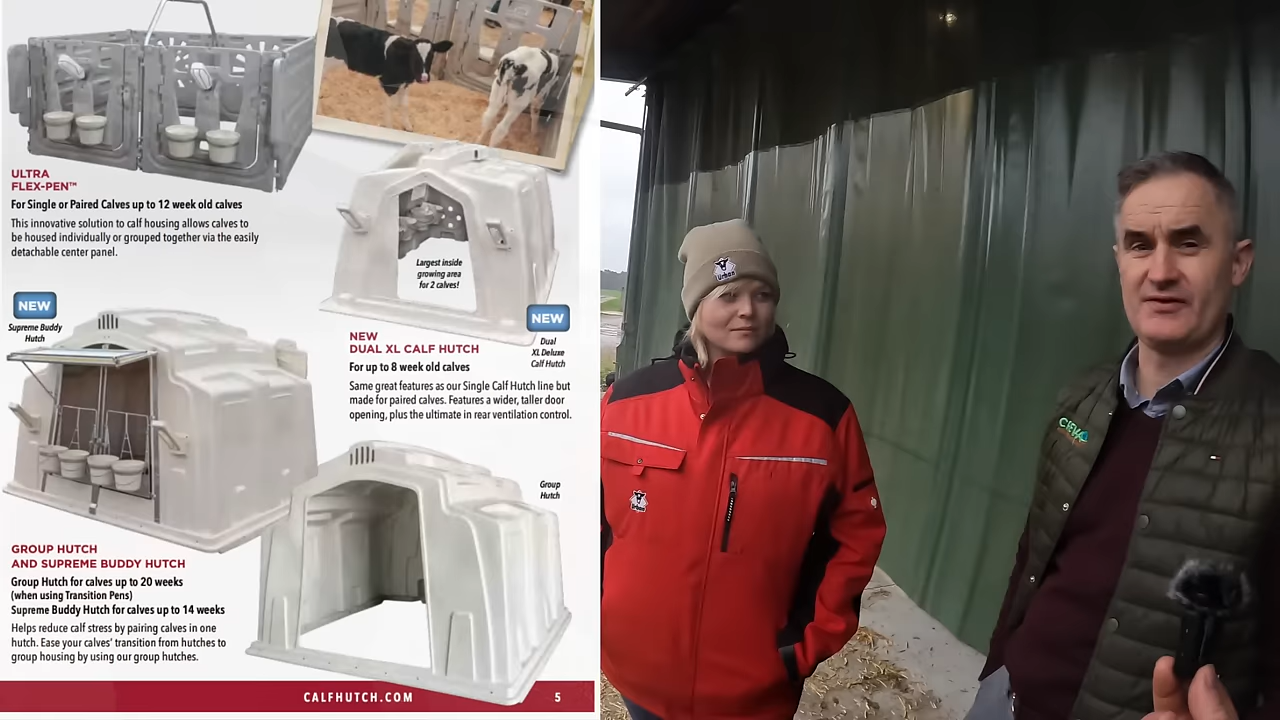 ULTRA
FLEX-PEN™
For Single or Paired Calves up to 12 week old calves
This innovative solution to calf housing allows calves to
be housed individually or grouped together via the easily
detachable center panel.
Largest inside
growing area
for 2 calves!
NEW
Supreme Buddy
Hutch
NEW
Dual
XL Deluxe
Calf Hutch
NEW
DUAL XL CALF HUTCH
For up to 8 week old calves
Same great features as our Single Calf Hutch line but
made for paired calves. Features a wider, taller door
opening, plus the ultimate in rear ventilation control.
Group
Hutch
GROUP HUTCH
AND SUPREME BUDDY HUTCH
Group Hutch for calves up to 20 weeks
(when using Transition Pens)
Supreme Buddy Hutch for calves up to 14 weeks
Helps reduce calf stress by pairing calves in one
hutch. Ease your calves' transition from hutches to
group housing by using our group hutches.
CALFHUTCH.COM
5
Urban
Urban
CEVA